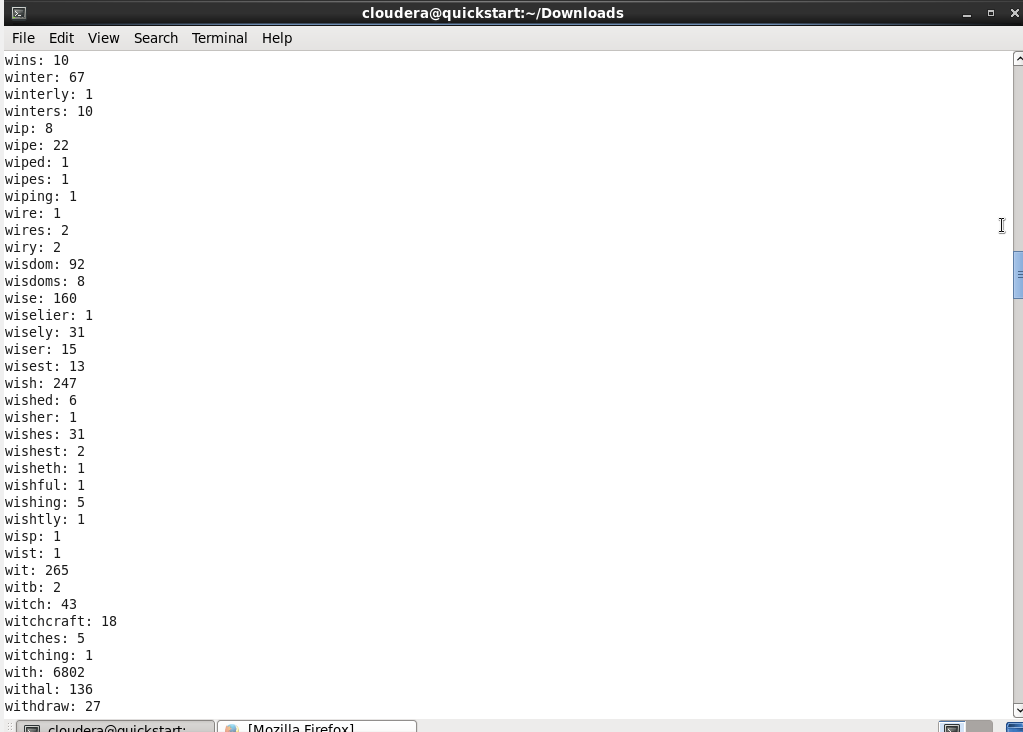 cloudera@quickstart:~/Downloads
File Edit View Search Terminal Help
wins: 10
winter: 67
winterly: 1
winters: 10
wip: 8
wipe: 22
wiped: 1
wipes: 1
wiping: 1
wire: 1
wires: 2
wiry: 2
wisdom: 92
wisdoms: 8
wise: 160
wiselier: 1
wisely: 31
wiser: 15
wisest: 13
wish: 247
wished: 6
wisher: 1
wishes: 31
wishest: 2
wisheth: 1
wishful: 1
wishing: 5
wishtly: 1
wisp: 1
wist: 1
wit: 265
witb: 2
witch: 43
witchcraft: 18
witches: 5
witching: 1
with: 6802
withal: 136
withdraw: 27
cloudera@quickstart: [Mozilla Firefox]